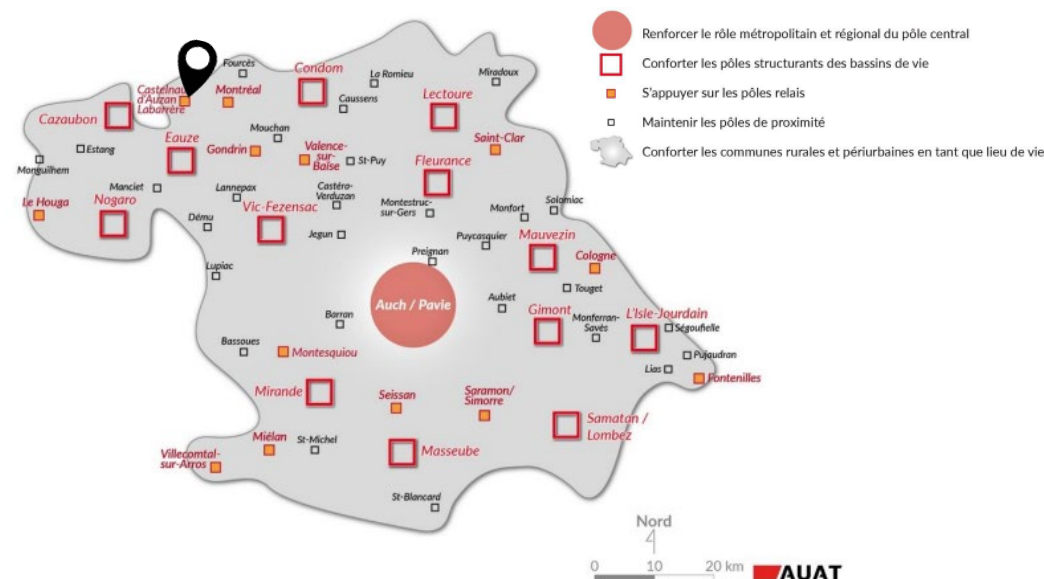 Renforcer le rôle métropolitain et régional du pôle central
Conforter les pôles structurants des bassins de vie
S'appuyer sur les pôles relais
Maintenir les pôles de proximité
Conforter les communes rurales et périurbaines en tant que lieu de vie
Fourcès
Condom
La Romieu
Miradoux
Castelnau
d'Auzan
Labarrère
Montréal
Caussens
Lectoure
Cazaubon
Mouchan
Eauze
Gondrin
Valence-
sur-
Baïse
St-Puy
Saint-Clar
Estang
Monguilhem
Fleurance
Manciet
Lannepax
Castéra-
Verduzan
Le Houga
Nogaro
Vic-Fezensac
Montestruc-
sur-Gers
Monfort
Solomiac
Dému
Jegun
Puycasquier
Mauvezin
Preignan
Cologne
Lupiac
Auch / Pavie
Touget
Aubiet
Gimont
Monferran-
Savès
L'Isle-Jourdain
Ségoufielle
Barran
Bassoues
Montesquiou
Pujaudran
Lias
Fontenilles
Mirande
Seissan
Saramon/
Simorre
Samatan /
Lombez
Miélan
St-Michel
Masseube
Villecomtal-
sur-Arros
St-Blancard
Nord
0 10 20 km
AUAT